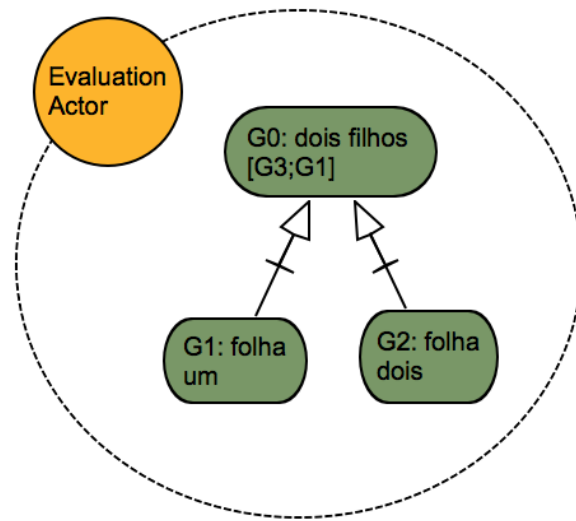 Evaluation
Actor
G0: dois filhos
[G3;G1]
G1: folha
um
G2: folha
dois